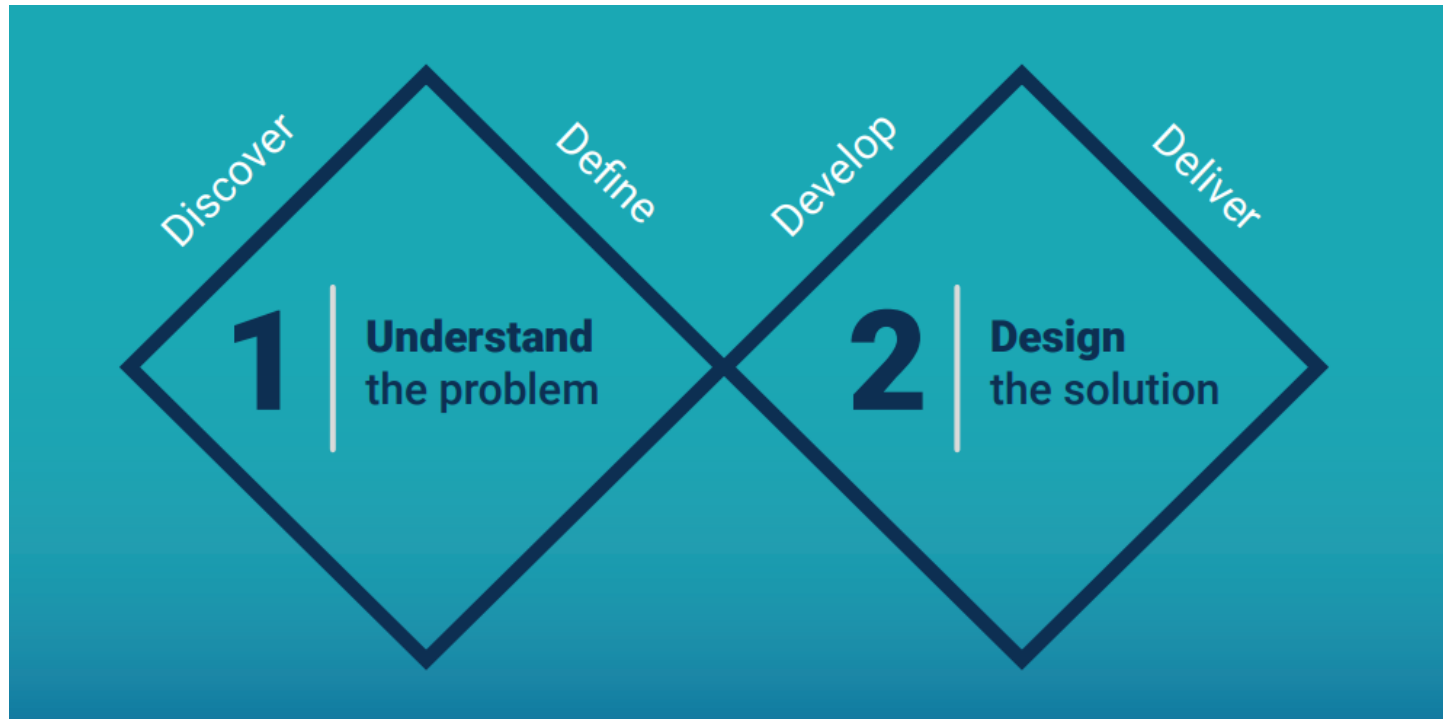 Discover
Define
Develop
Deliver
1
Understand
the problem
2
Design
the solution